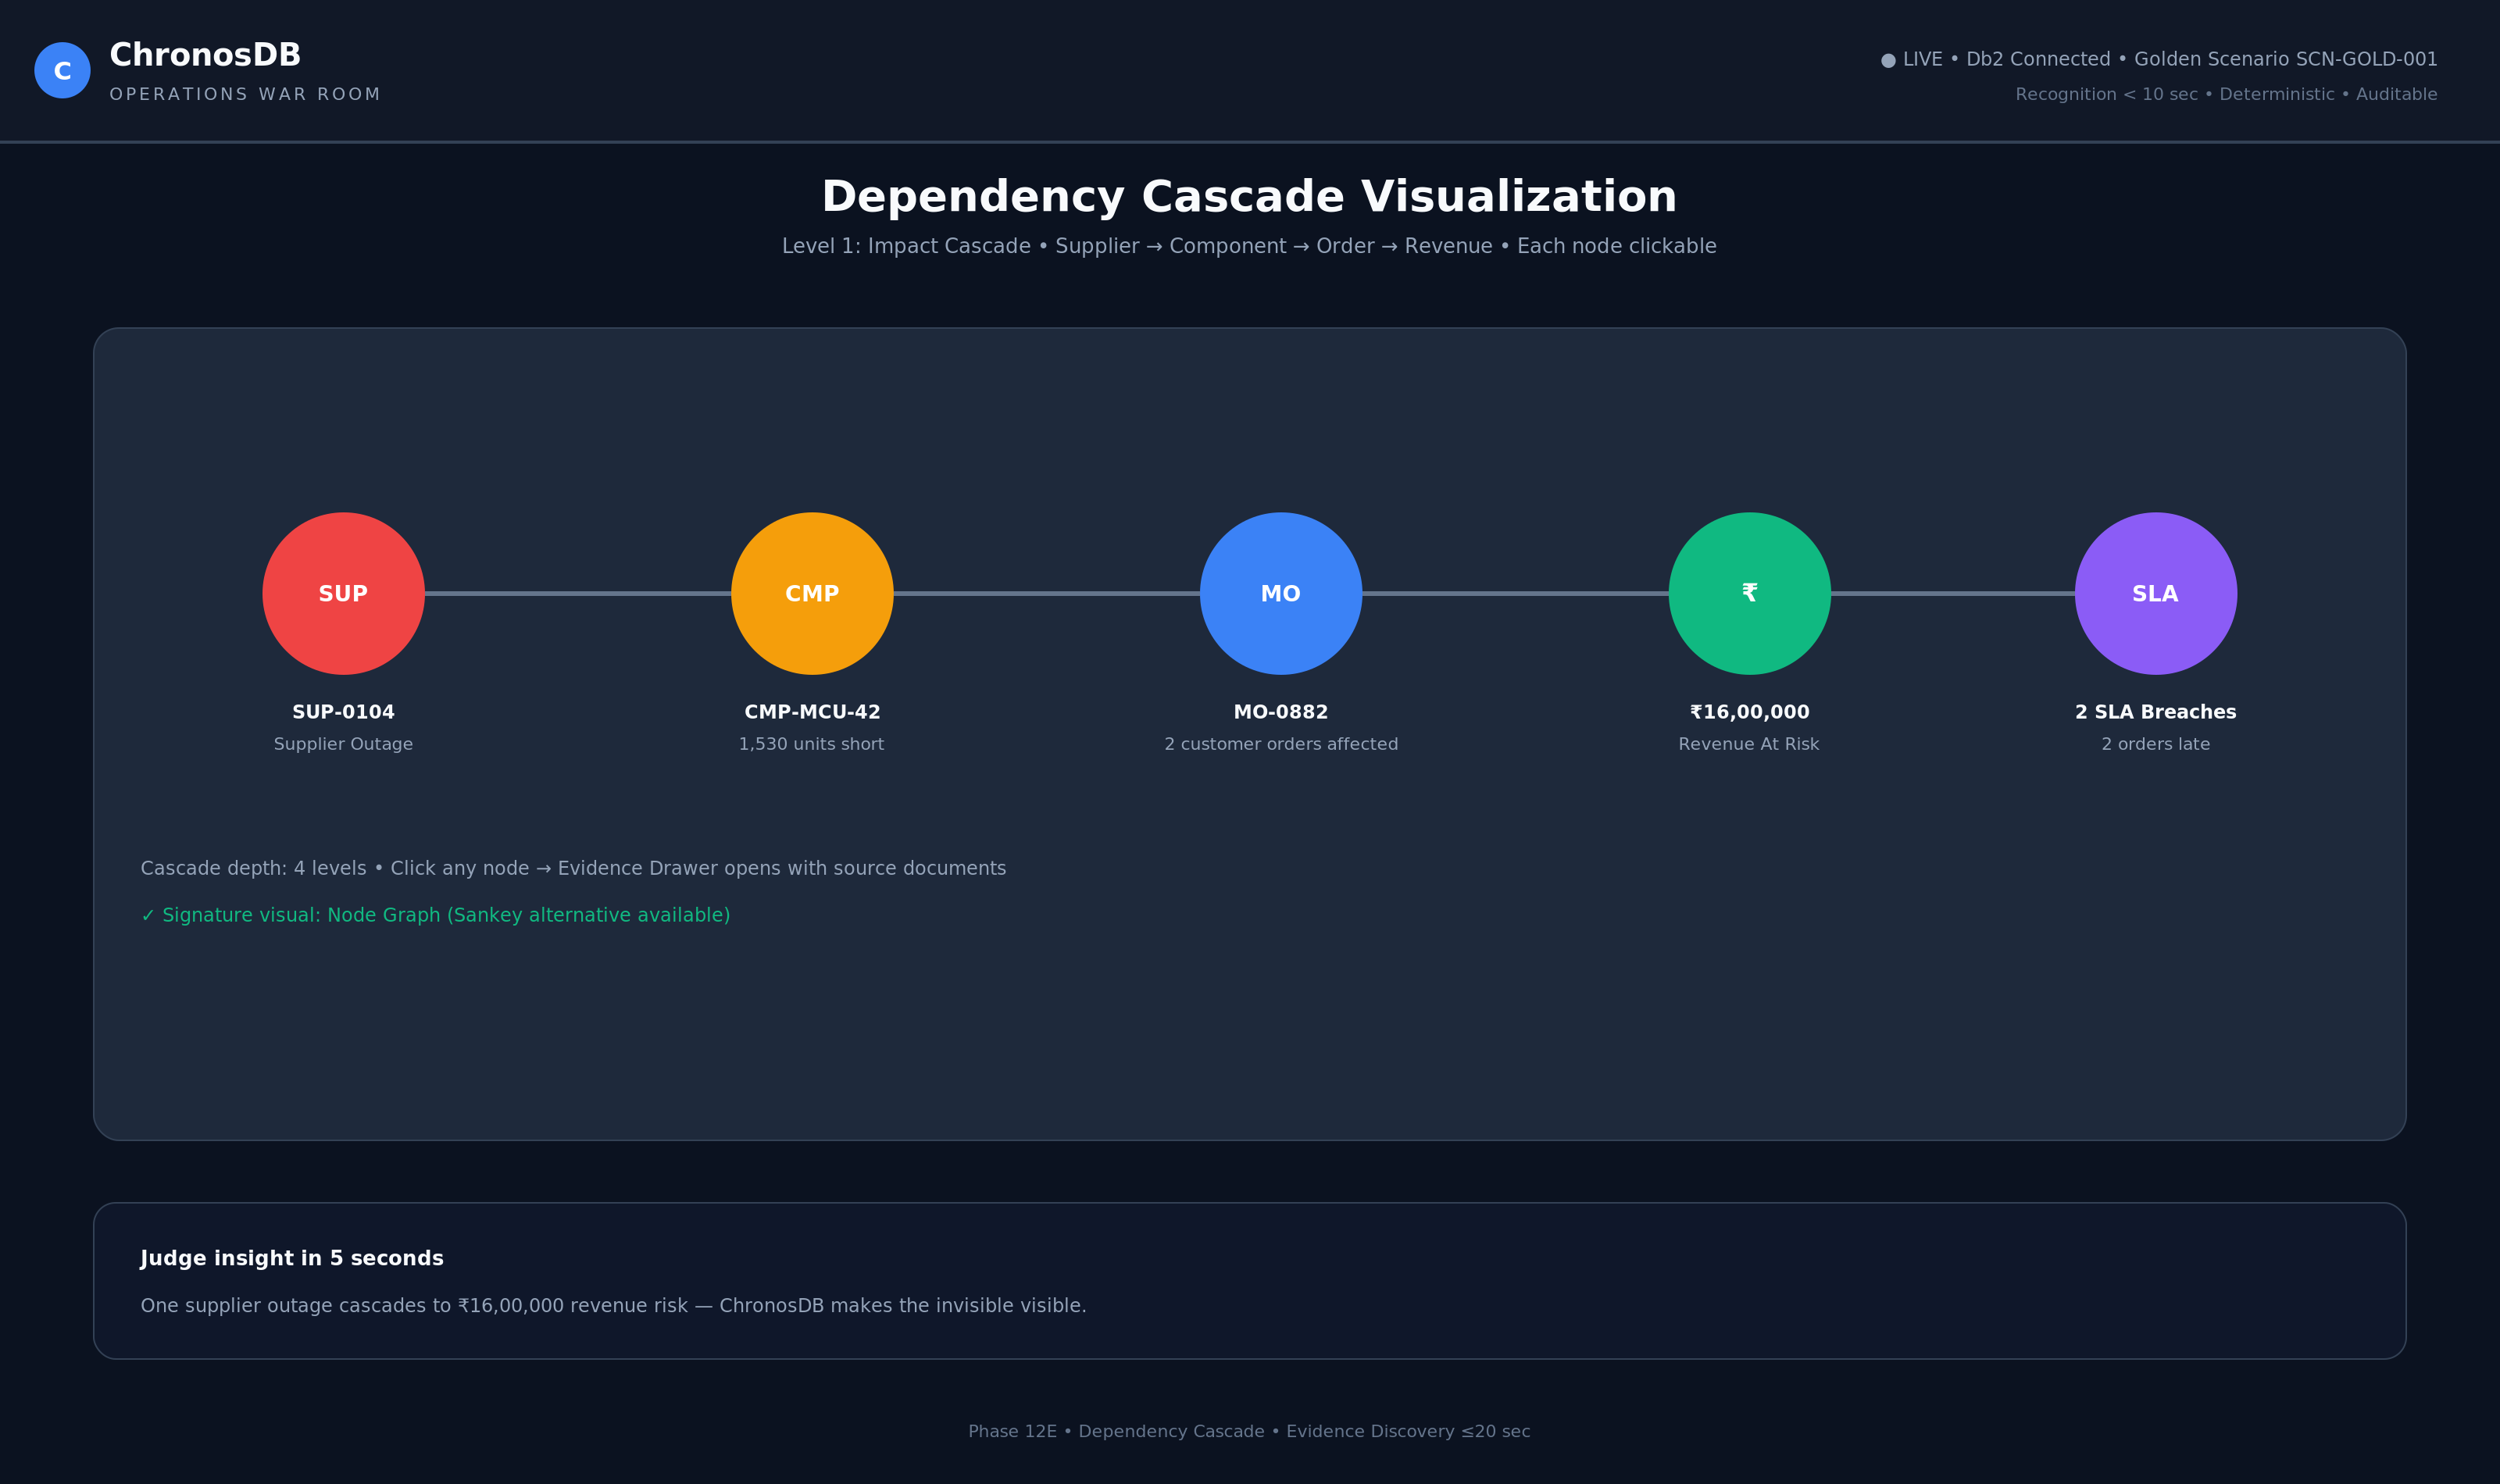 C
ChronosDB
OPERATIONS WAR ROOM
● LIVE • Db2 Connected • Golden Scenario SCN-GOLD-001
Recognition < 10 sec • Deterministic • Auditable
Dependency Cascade Visualization
Level 1: Impact Cascade • Supplier → Component → Order → Revenue • Each node clickable
SUP
CMP
MO
₹
SLA
SUP-0104
CMP-MCU-42
MO-0882
₹16,00,000
2 SLA Breaches
Supplier Outage
1,530 units short
2 customer orders affected
Revenue At Risk
2 orders late
Cascade depth: 4 levels • Click any node → Evidence Drawer opens with source documents
✓ Signature visual: Node Graph (Sankey alternative available)
Judge insight in 5 seconds
One supplier outage cascades to ₹16,00,000 revenue risk — ChronosDB makes the invisible visible.
Phase 12E • Dependency Cascade • Evidence Discovery ≤20 sec